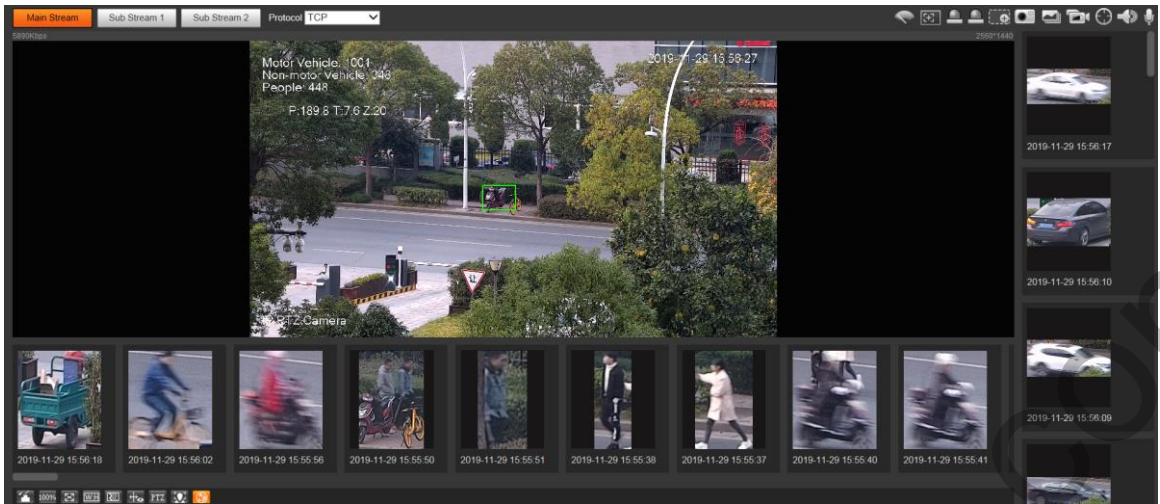 Main Stream
Sub Stream 1
Sub Stream 2
Protocol TCP
5890Kbps
2560*1440
Motor Vehicle: 1001
Non-motor Vehicle: 348
People: 448
P:189.8 T:7.6 Z:20
2019-11-29 15:56:27
PTZ Camera
2019-11-29 15:56:17
2019-11-29 15:56:10
2019-11-29 15:56:09
2019-11-29 15:56:18
2019-11-29 15:56:02
2019-11-29 15:55:56
2019-11-29 15:55:50
2019-11-29 15:55:51
2019-11-29 15:55:38
2019-11-29 15:55:37
2019-11-29 15:55:40
2019-11-29 15:55:41
100%
W:H
PTZ